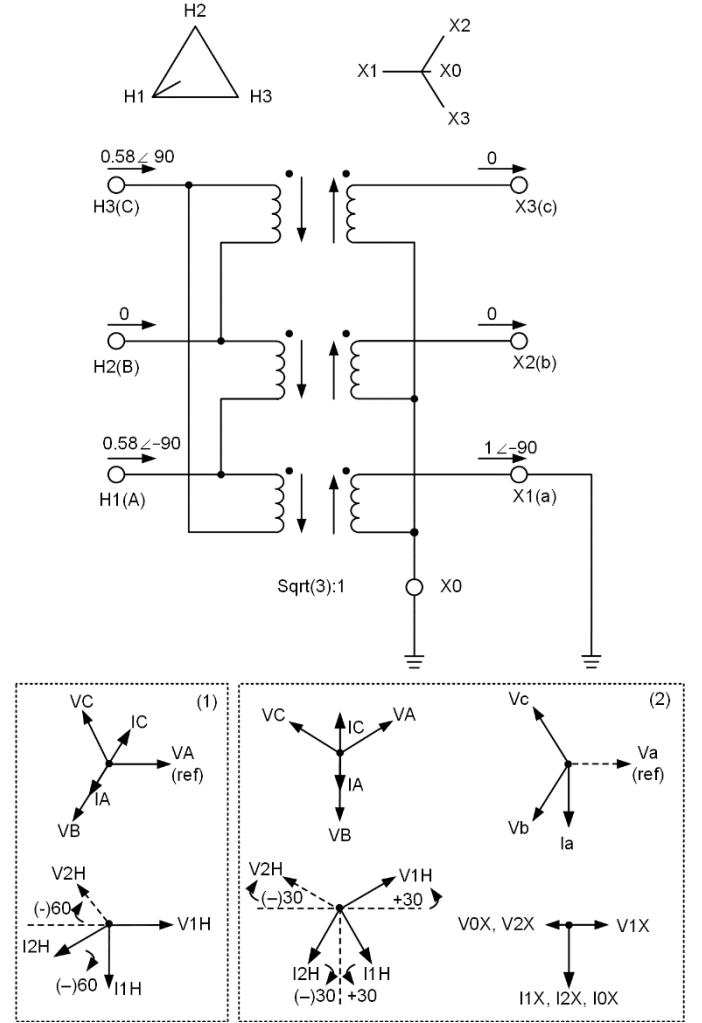 H2
H1
H3
X2
X1
X0
X3
0.58∠90
0
H3(C)
X3(c)
0
0
H2(B)
X2(b)
0.58∠–90
1∠–90
H1(A)
X1(a)
Sqrt(3):1
X0
(1)
VC
IC
VA
(ref)
IA
VB
V2H
(-)60
V1H
I2H
(–)60
I1H
(2)
VC
IC
VA
IA
VB
Vc
Va
(ref)
Vb
Ia
V2H
V1H
(–)30
+30
I2H
I1H
(–)30
+30
V0X, V2X
V1X
I1X, I2X, I0X